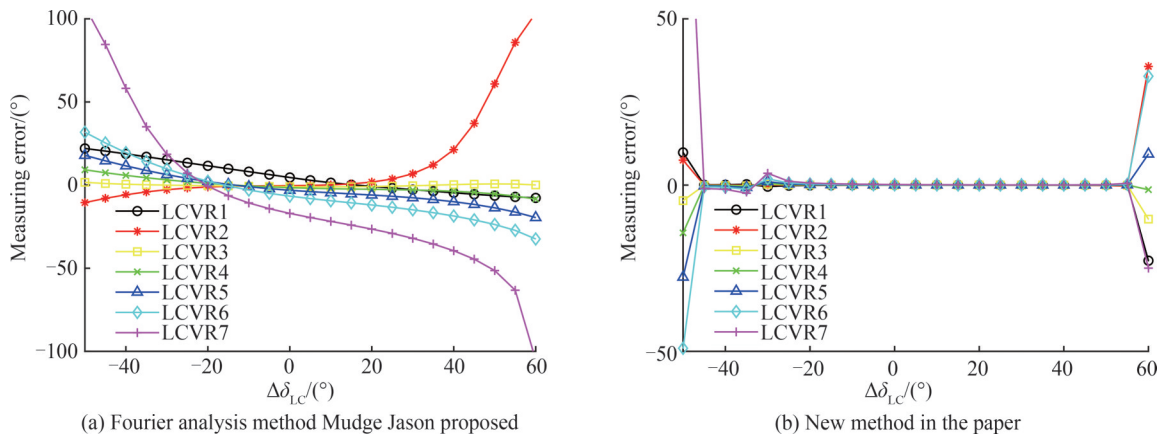 100
50
0
−50
−100
Measuring error/(°)
LCVR1
LCVR2
LCVR3
LCVR4
LCVR5
LCVR6
LCVR7
−40
−20
0
20
40
60
ΔδLC/(°)
(a) Fourier analysis method Mudge Jason proposed
50
0
−50
Measuring error/(°)
LCVR1
LCVR2
LCVR3
LCVR4
LCVR5
LCVR6
LCVR7
−40
−20
0
20
40
60
ΔδLC/(°)
(b) New method in the paper